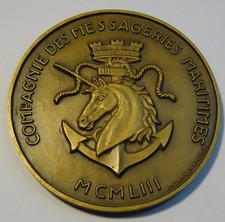 COMPAGNIE DES MESSAGERIES MARITIMES
MCMLIII